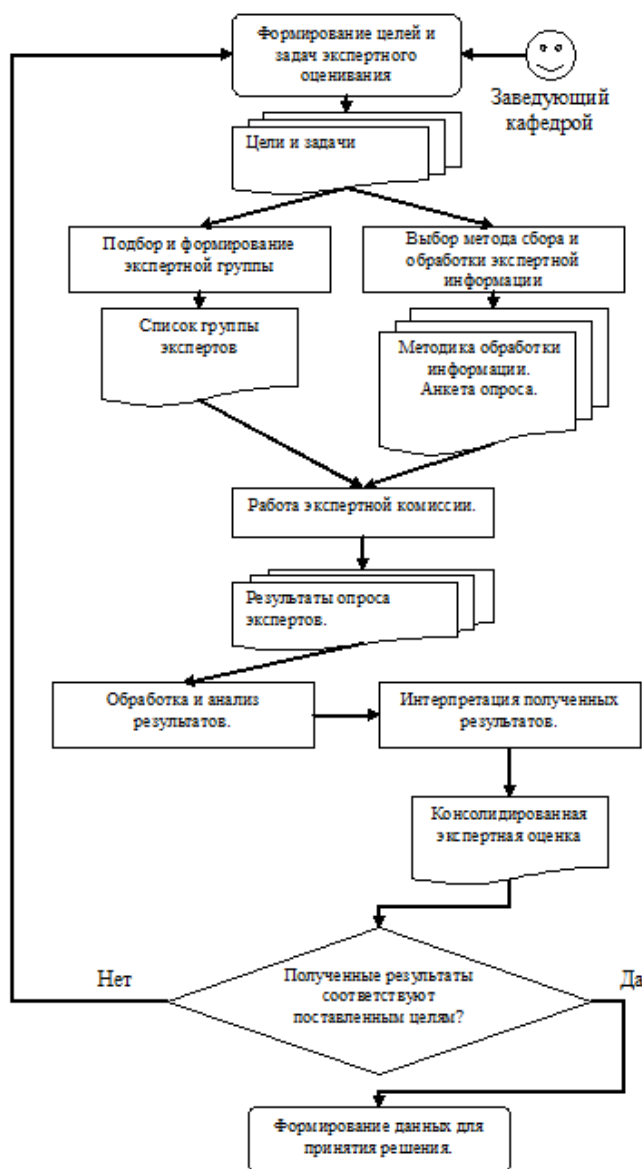 Формирование целей и
задач экспертного
оценивания
Заведующий
кафедрой
Цели и задачи
Подбор и формирование
экспертной группы
Выбор метода сбора и
обработки экспертной
информации
Список группы
экспертов
Методика обработки
информации.
Анкета опроса.
Работа экспертной комиссии.
Результаты опроса
экспертов.
Обработка и анализ
результатов.
Интерпретация полученных
результатов.
Консолидированная
экспертная оценка
Нет
Полученные результаты
соответствуют
поставленным целям?
Да
Формирование данных для
принятия решения.